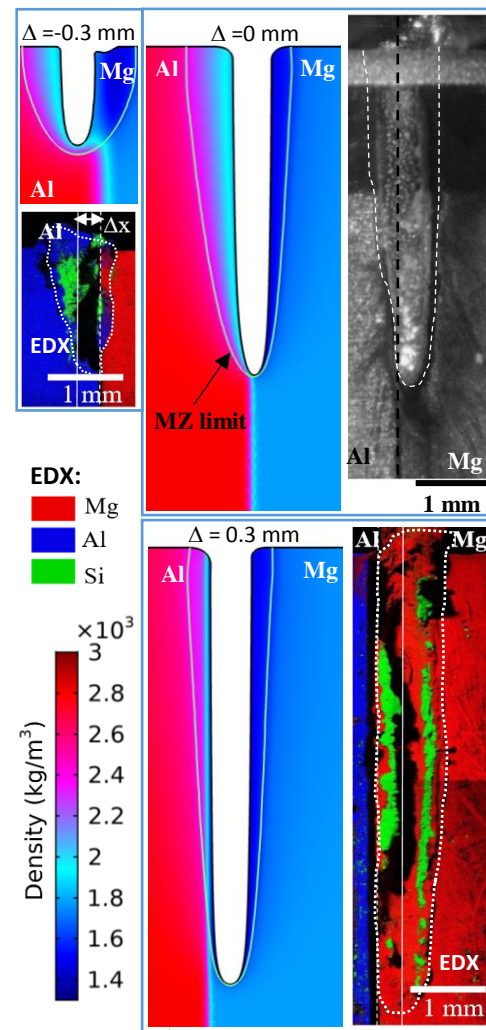 Δ =-0.3 mm
Mg
Al
Al
Δx
EDX
1 mm
Δ =0 mm
Al
Mg
MZ limit
Al
Mg
1 mm
EDX:
Mg
Al
Si
×10³
3
2.8
2.6
2.4
2.2
2
1.8
1.6
1.4
Density (kg/m³)
Δ = 0.3 mm
Al
Mg
Al
Mg
EDX
1 mm